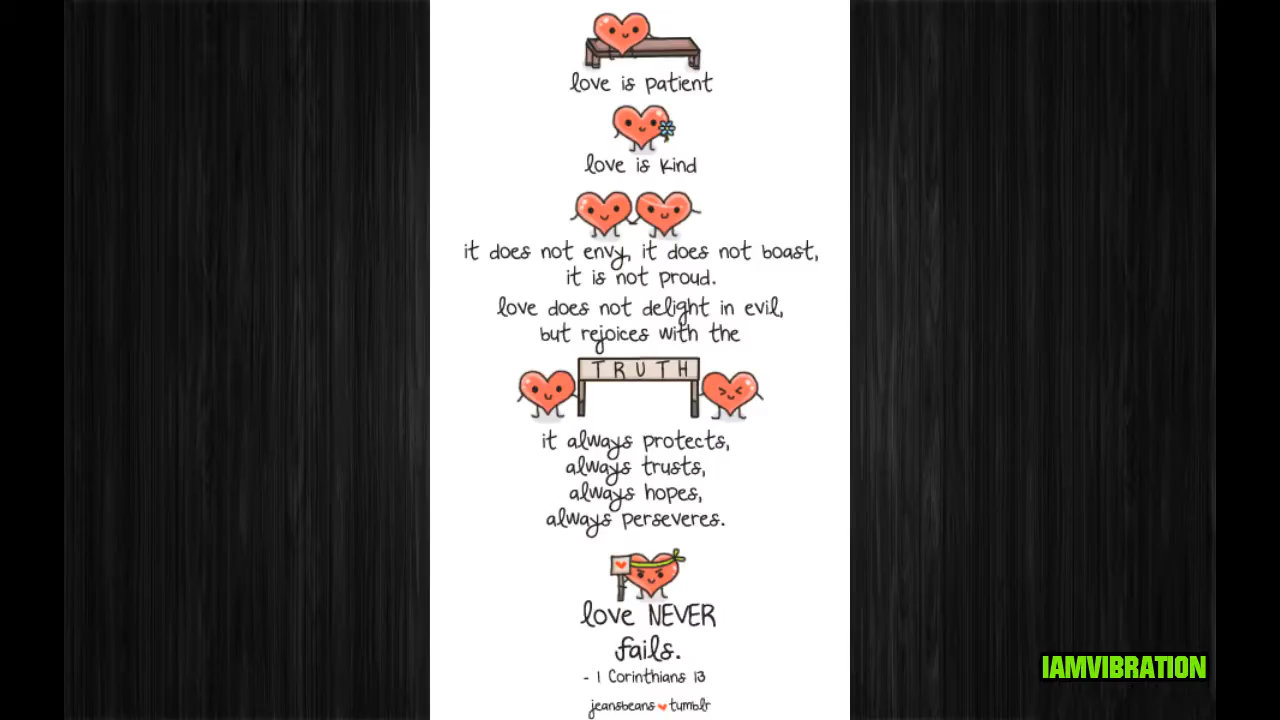 love is patient
love is kind
it does not envy, it does not boast,
it is not proud.
love does not delight in evil,
but rejoices with the
TRUTH
it always protects,
always trusts,
always hopes,
always perseveres.
love NEVER
fails.
- 1 Corinthians 13
jeansbeans❤tumblr
IAMVIBRATION